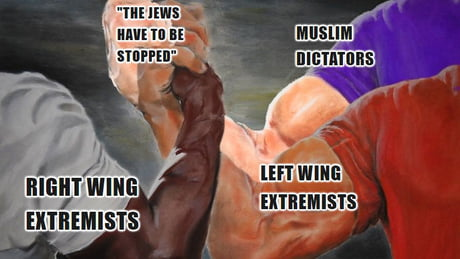 "THE JEWS
HAVE TO BE
STOPPED"
MUSLIM
DICTATORS
LEFT WING
EXTREMISTS
RIGHT WING
EXTREMISTS